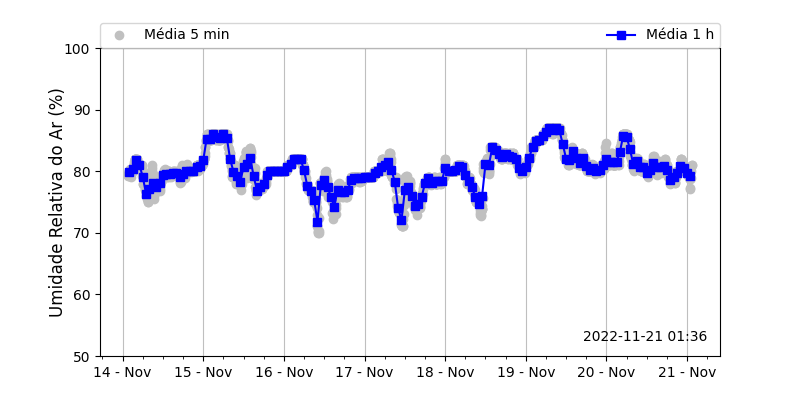 Média 5 min
Média 1 h
Umidade Relativa do Ar (%)
100
90
80
70
60
50
2022-11-21 01:36
14 - Nov
15 - Nov
16 - Nov
17 - Nov
18 - Nov
19 - Nov
20 - Nov
21 - Nov